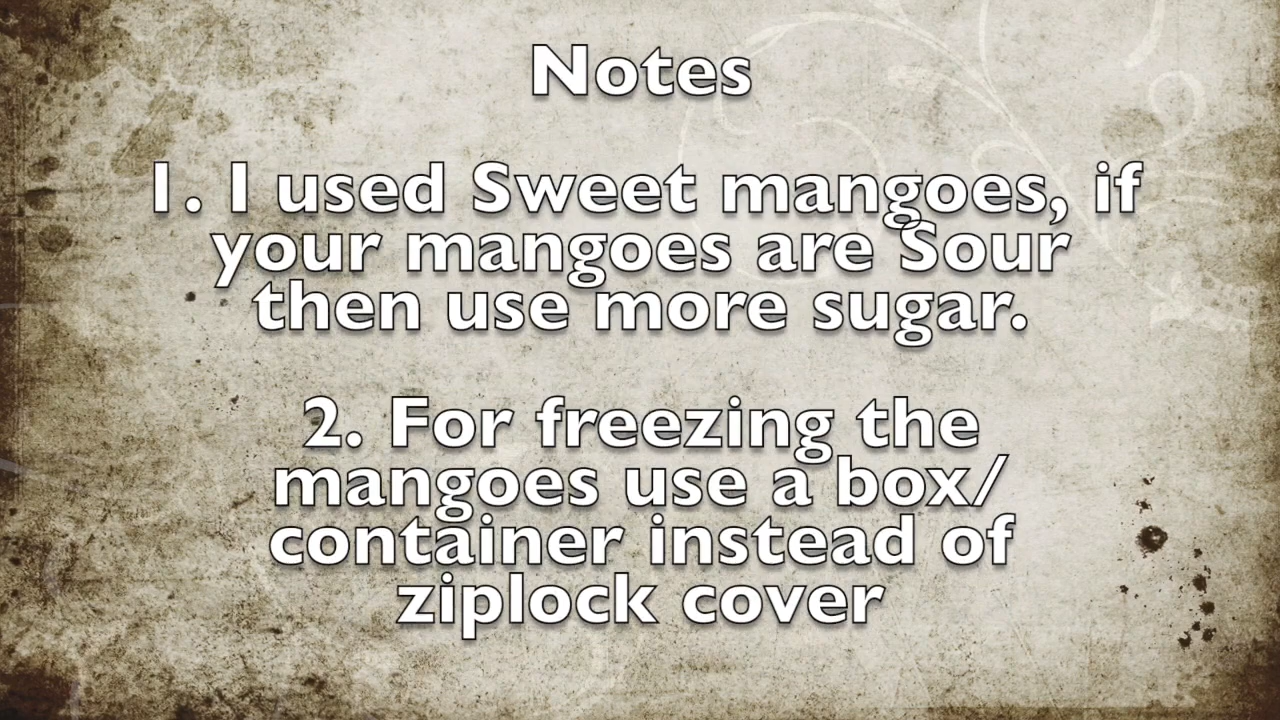 Notes
1. I used Sweet mangoes, if
your mangoes are Sour
then use more sugar.
2. For freezing the
mangoes use a box/
container instead of
ziplock cover